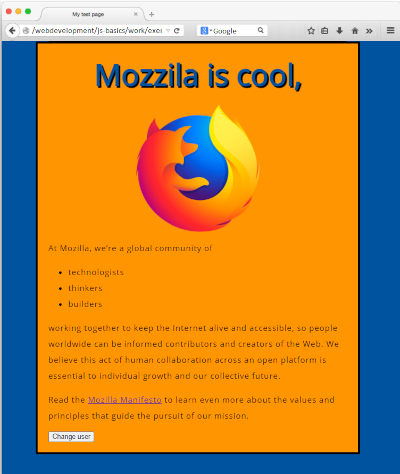 My test page
/webdevelopment/js-basics/work/exei
Google
Mozzila is cool,
At Mozilla, we're a global community of
technologists
thinkers
builders
working together to keep the Internet alive and accessible, so people
worldwide can be informed contributors and creators of the Web. We
believe this act of human collaboration across an open platform is
essential to individual growth and our collective future.
Read the Mozilla Manifesto to learn even more about the values and
principles that guide the pursuit of our mission.
Change user